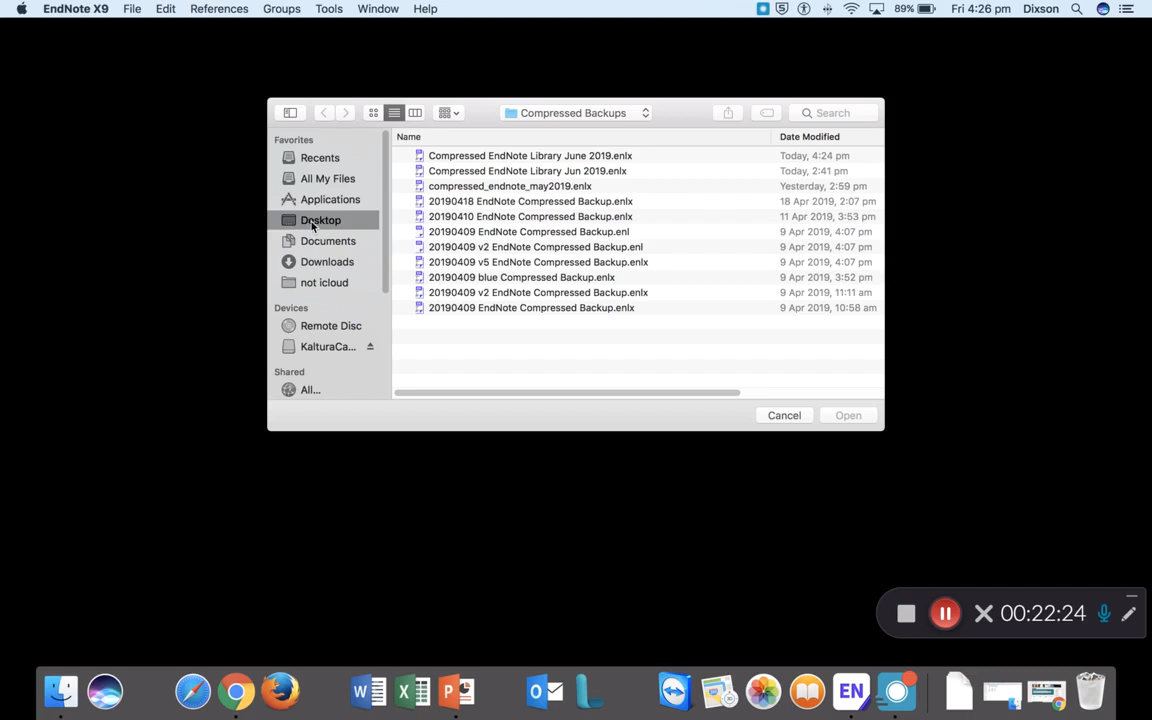 EndNote X9 File Edit References Groups Tools Window Help 89% Fri 4:26 pm Dixson
Compressed Backups Search
Favorites
Recents
All My Files
Applications
Desktop
Documents
Downloads
not icloud
Devices
Remote Disc
KalturaCa...
Shared
All...
Name Date Modified
Compressed EndNote Library June 2019.enlx Today, 4:24 pm
Compressed EndNote Library Jun 2019.enlx Today, 2:41 pm
compressed_endnote_may2019.enlx Yesterday, 2:59 pm
20190418 EndNote Compressed Backup.enlx 18 Apr 2019, 2:07 pm
20190410 EndNote Compressed Backup.enlx 11 Apr 2019, 3:53 pm
20190409 EndNote Compressed Backup.enl 9 Apr 2019, 4:07 pm
20190409 v2 EndNote Compressed Backup.enl 9 Apr 2019, 4:07 pm
20190409 v5 EndNote Compressed Backup.enlx 9 Apr 2019, 4:07 pm
20190409 blue Compressed Backup.enlx 9 Apr 2019, 3:52 pm
20190409 v2 EndNote Compressed Backup.enlx 9 Apr 2019, 11:11 am
20190409 EndNote Compressed Backup.enlx 9 Apr 2019, 10:58 am
Cancel Open
00:22:24
EN